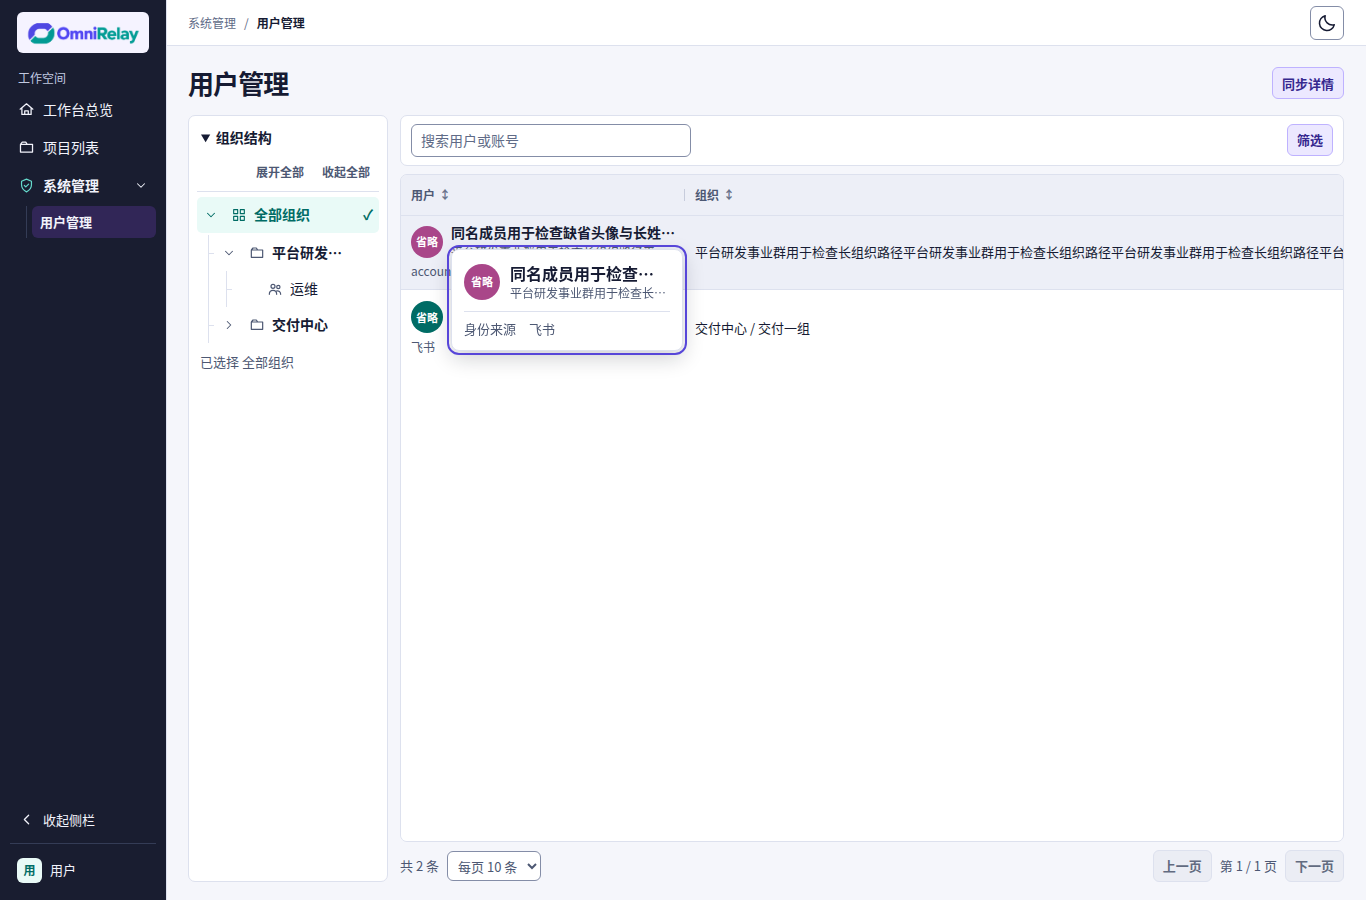 OmniRelay
系统管理 / 用户管理
工作空间
工作台总览
项目列表
系统管理
用户管理
收起侧栏
用 用户
用户管理
同步详情
组织结构
展开全部 收起全部
全部组织
平台研发…
运维
交付中心
已选择 全部组织
搜索用户或账号
筛选
用户 组织
省略 同名成员用于检查缺省头像与长姓…
平台研发事业群用于检查长组织路径平台研发事业群用于检查长组织路径平台研发事业群用于检查长组织路径平台
省略 同名成员用于检查…
平台研发事业群用于检查长…
身份来源 飞书
省略
飞书
交付中心 / 交付一组
共 2 条 每页 10 条
上一页 第 1 / 1 页 下一页